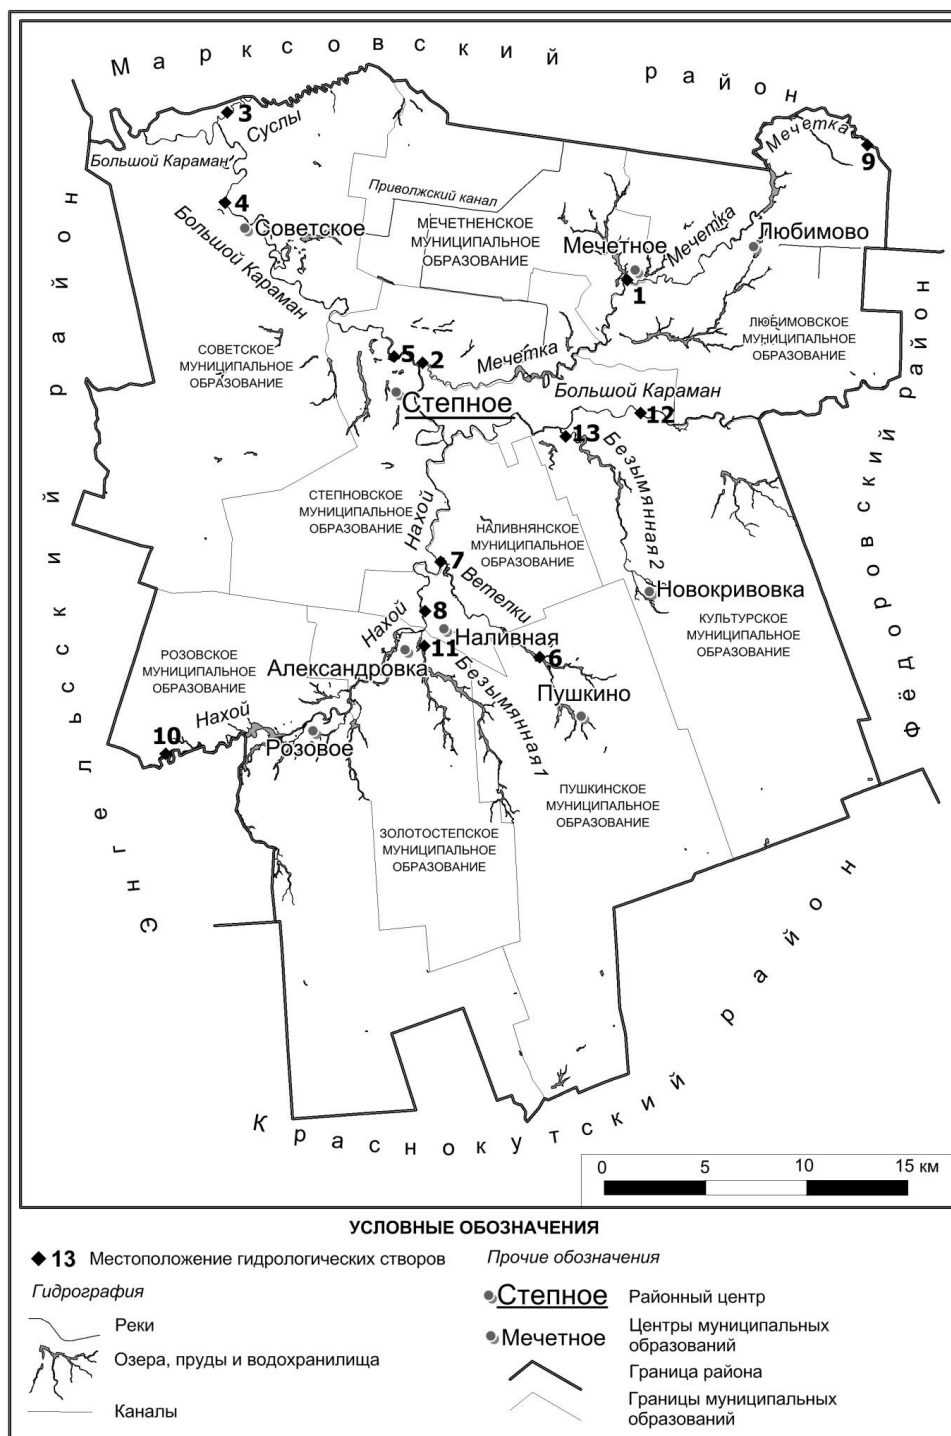 Марксовский район
3
Суслы
Мечетка
9
Большой Караман
4
Приволжский канал
Большой Караман
Советское
МЕЧЕТНЕНСКОЕ
МУНИЦИПАЛЬНОЕ
ОБРАЗОВАНИЕ
Мечетное
Мечетка
Любимово
1
СОВЕТСКОЕ
МУНИЦИПАЛЬНОЕ
ОБРАЗОВАНИЕ
ЛЮБИМОВСКОЕ
МУНИЦИПАЛЬНОЕ
ОБРАЗОВАНИЕ
5
2
Мечетка
Степное
Большой Караман
12
13
Безымянная 2
СТЕПНОВСКОЕ
МУНИЦИПАЛЬНОЕ
ОБРАЗОВАНИЕ
Нахой
НАЛИВНЯНСКОЕ
МУНИЦИПАЛЬНОЕ
ОБРАЗОВАНИЕ
7
Ветелки
Новокривовка
КУЛЬТУРСКОЕ
МУНИЦИПАЛЬНОЕ
ОБРАЗОВАНИЕ
8
Нахой
Наливная
11
6
РОЗОВСКОЕ
МУНИЦИПАЛЬНОЕ
ОБРАЗОВАНИЕ
Александровка
Безымянная 1
Пушкино
Нахой
10
Розовое
ПУШКИНСКОЕ
МУНИЦИПАЛЬНОЕ
ОБРАЗОВАНИЕ
ЗОЛОТОСТЕПСКОЕ
МУНИЦИПАЛЬНОЕ
ОБРАЗОВАНИЕ
Энгельсский район
Фёдоровский район
Краснокутский район
0 5 10 15 км
УСЛОВНЫЕ ОБОЗНАЧЕНИЯ
13 Местоположение гидрологических створов
Гидрография
Реки
Озера, пруды и водохранилища
Каналы
Прочие обозначения
Степное Районный центр
Мечетное Центры муниципальных
образований
Граница района
Границы муниципальных
образований